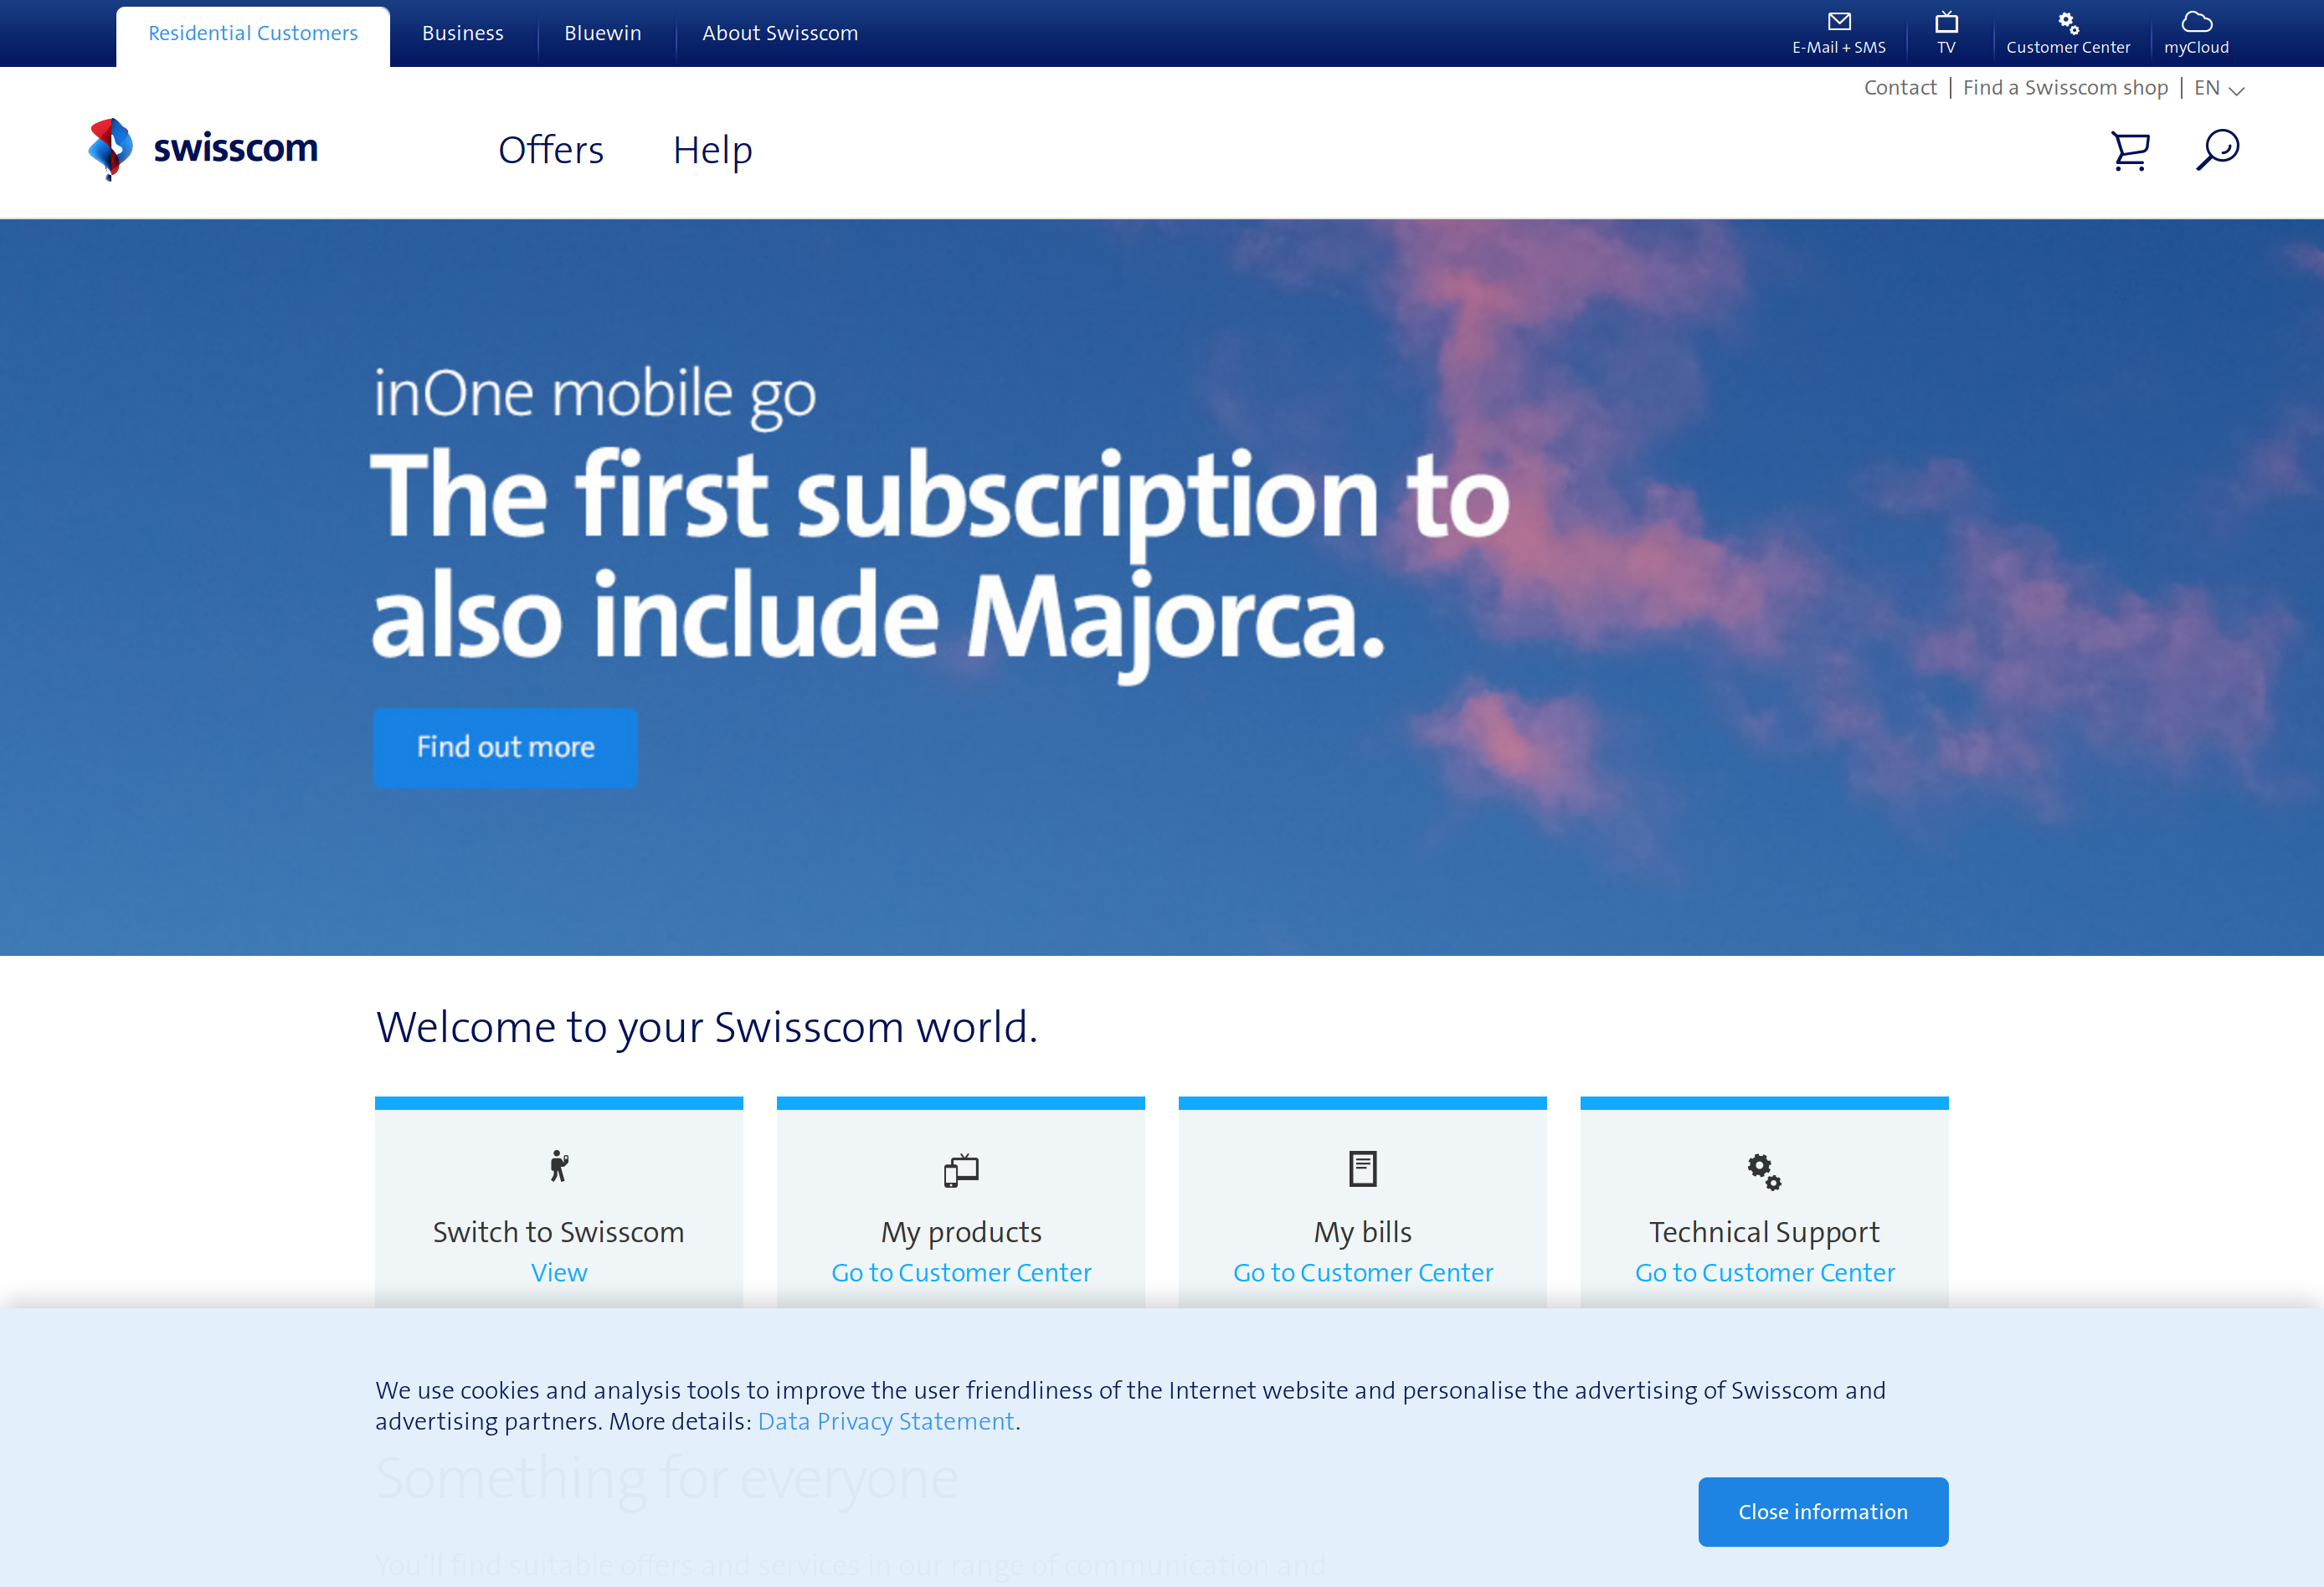 Residential Customers
Business
Bluewin
About Swisscom
E-Mail + SMS
TV
Customer Center
myCloud
Contact
Find a Swisscom shop
EN
swisscom
Offers
Help
inOne mobile go
The first subscription to
also include Majorca.
Find out more
Welcome to your Swisscom world.
Switch to Swisscom
View
My products
Go to Customer Center
My bills
Go to Customer Center
Technical Support
Go to Customer Center
We use cookies and analysis tools to improve the user friendliness of the Internet website and personalise the advertising of Swisscom and
advertising partners. More details: Data Privacy Statement.
Something for everyone
Close information
You'll find suitable offers and services in our range of communication and